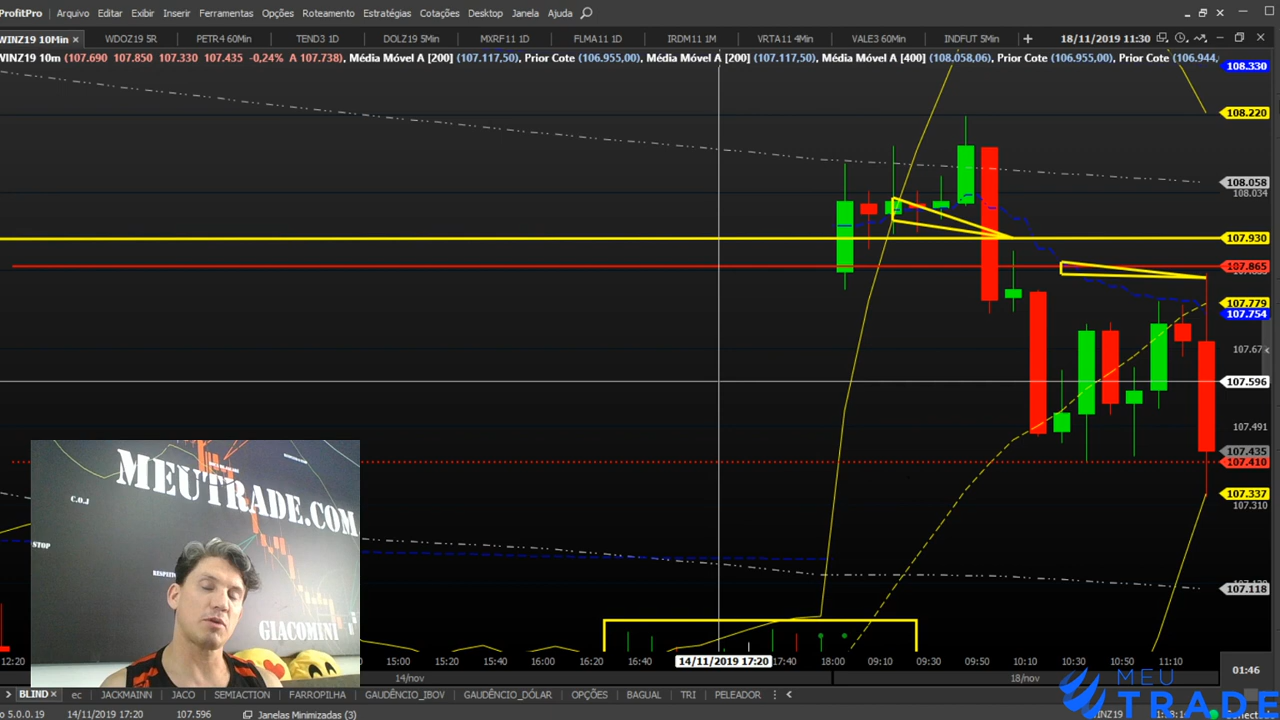 ProfitPro Arquivo Editar Exibir Inserir Ferramentas Opções Roteamento Estratégias Cotações Desktop Janela Ajuda
WINZ19 10Min × WDOZ19 5R PETR4 60Min TEND3 1D DOLZ19 5Min MXRF11 1D FLMA11 1D IRDM11 1M VRTA11 4Min VALE3 60Min INDFUT 5Min + 18/11/2019 11:30
WINZ19 10m (107.690 107.850 107.330 107.435 -0,24% A 107.738), Média Móvel A [200] (107.117,50), Prior Cote (106.955,00), Média Móvel A [200] (107.117,50), Média Móvel A [400] (108.058,06), Prior Cote (106.955,00), Prior Cote (106.944,
108.330
108.220
108.058
108.034
107.930
107.865
107.779
107.754
107.67
107.596
107.491
107.435
107.410
107.337
107.310
107.118
MEUTRADE.COM
C.O.J
STOP
GIACOMINI
12:20 15:00 15:20 15:40 16:00 16:20 16:40 14/11/2019 17:20 17:40 18:00 09:10 09:30 09:50 10:10 10:30 10:50 11:10 01:46
14/nov 18/nov
MEU
TRADE
BLIND × ec JACKMANN JACO SEMIACTION FARROPILHA GAUDÊNCIO_IBOV GAUDÊNCIO_DÓLAR OPÇÕES BAGUAL TRI PELEADOR
5.0.0.19 14/11/2019 17:20 107.596 Janelas Minimizadas (3) WINZ19